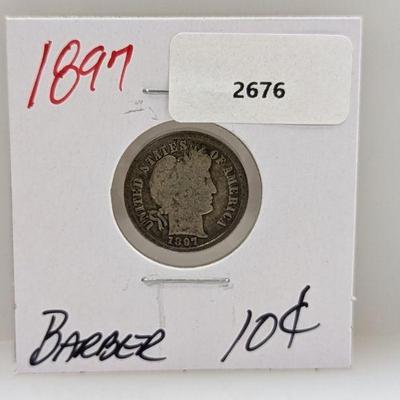 1897
2676
UNITED STATES OF AMERICA
1897
BARBER 10¢